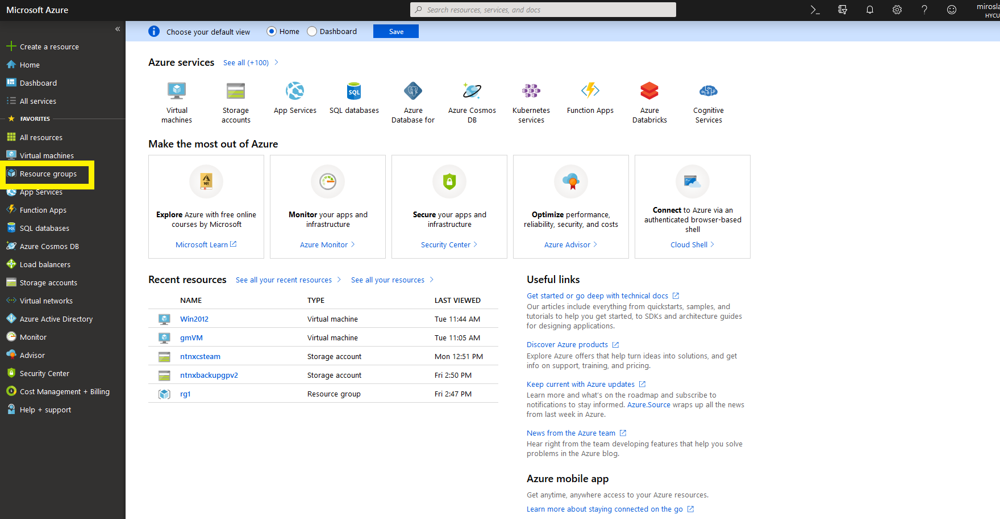 Microsoft Azure
Search resources, services, and docs
HYCU
Create a resource
Home
Dashboard
All services
FAVORITES
All resources
Virtual machines
Resource groups
App Services
Function Apps
SQL databases
Azure Cosmos DB
Load balancers
Storage accounts
Virtual networks
Azure Active Directory
Monitor
Advisor
Security Center
Cost Management + Billing
Help + support
Choose your default view
Home
Dashboard
Save
Azure services
See all (+100)
Virtual
machines
Storage
accounts
App Services
SQL
SQL databases
Azure
Database for
Azure Cosmos
DB
Kubernetes
services
Function Apps
Azure
Databricks
Cognitive
Services
Make the most out of Azure
101
Explore Azure with free online
courses by Microsoft
Microsoft Learn
Monitor your apps and
infrastructure
Azure Monitor
Secure your apps and
infrastructure
Security Center
Optimize performance,
reliability, security, and costs
Azure Advisor
Connect to Azure via an
authenticated browser-based
shell
Cloud Shell
Recent resources
See all your recent resources
See all your resources
NAME TYPE LAST VIEWED
Win2012 Virtual machine Tue 11:44 AM
gmVM Virtual machine Tue 11:05 AM
ntnxcsteam Storage account Mon 12:51 PM
ntnxbackupgpv2 Storage account Fri 2:50 PM
rg1 Resource group Fri 2:47 PM
Useful links
Get started or go deep with technical docs
Our articles include everything from quickstarts, samples, and
tutorials to help you get started, to SDKs and architecture guides
for designing applications.
Discover Azure products
Explore Azure offers that help turn ideas into solutions, and get
info on support, training, and pricing.
Keep current with Azure updates
Learn more and what's on the roadmap and subscribe to
notifications to stay informed. Azure.Source wraps up all the news
from last week in Azure.
News from the Azure team
Hear right from the team developing features that help you solve
problems in the Azure blog.
Azure mobile app
Get anytime, anywhere access to your Azure resources.
Learn more about staying connected on the go